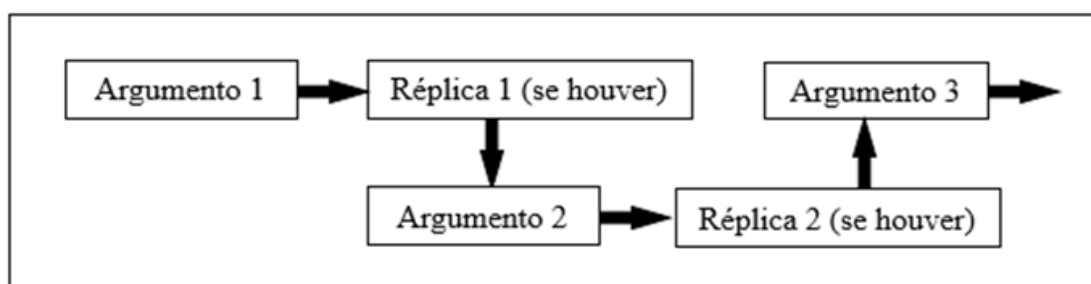 Argumento 1
Réplica 1 (se houver)
Argumento 2
Réplica 2 (se houver)
Argumento 3